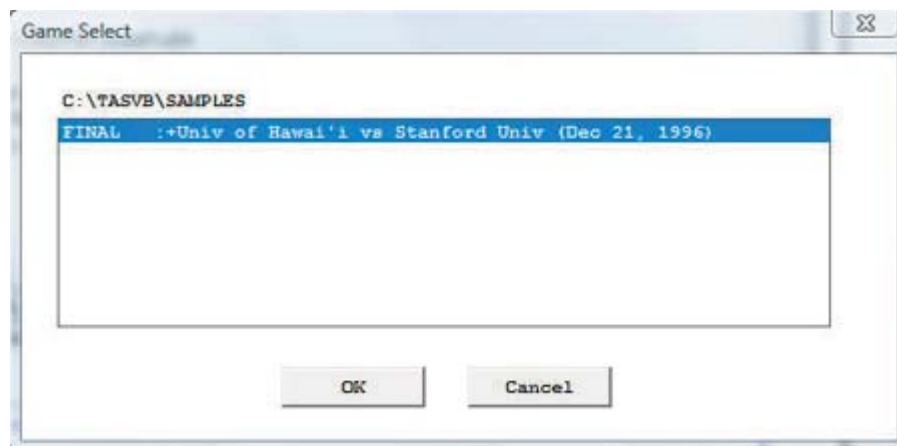 Game Select
C:\TASVB\SAMPLES
FINAL :+Univ of Hawai'i vs Stanford Univ (Dec 21, 1996)
OK Cancel